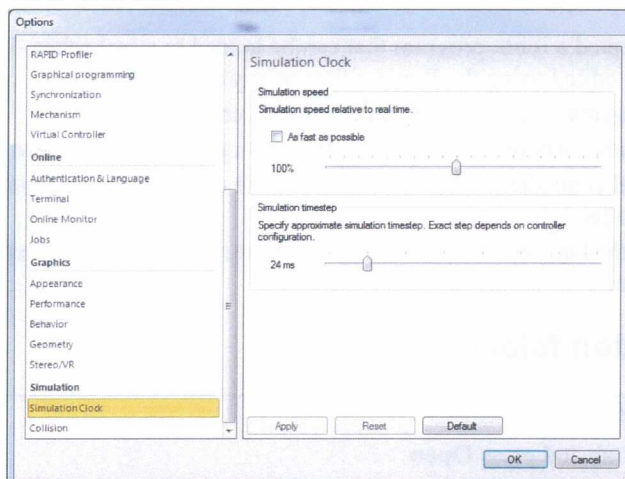 Options
RAPID Profiler
Graphical programming
Synchronization
Mechanism
Virtual Controller
Online
Authentication & Language
Terminal
Online Monitor
Jobs
Graphics
Appearance
Performance
Behavior
Geometry
Stereo/VR
Simulation
Simulation Clock
Collision
Simulation Clock
Simulation speed
Simulation speed relative to real time.
As fast as possible
100%
Simulation timestep
Specify approximate simulation timestep. Exact step depends on controller
configuration.
24 ms
Apply
Reset
Default
OK
Cancel